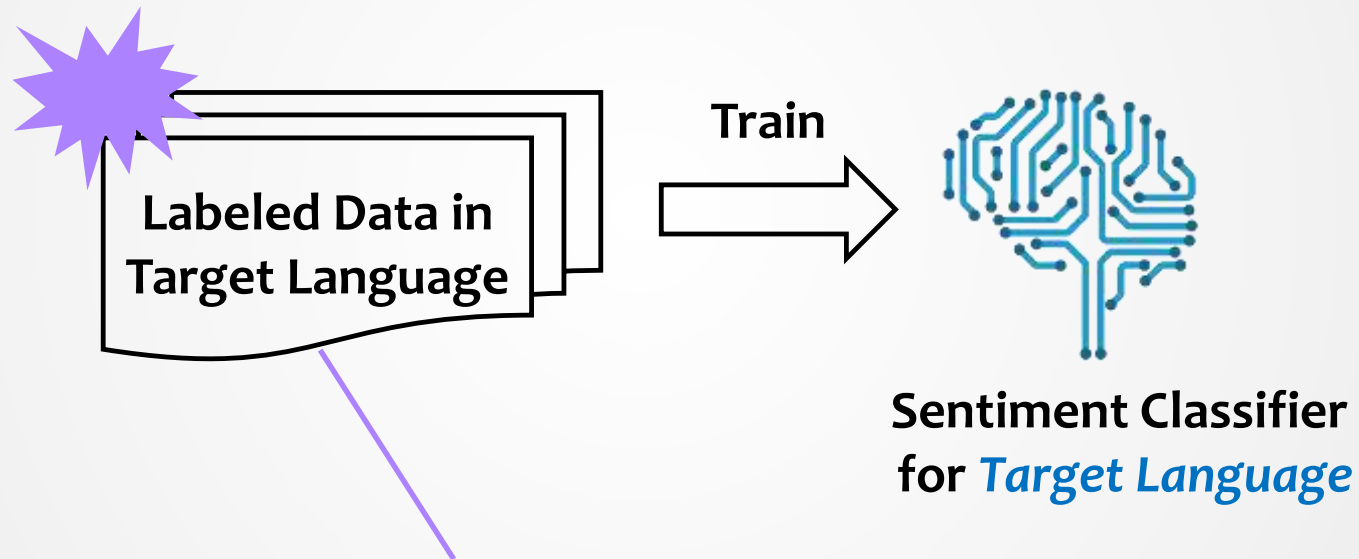 Labeled Data in
Target Language
Train
Sentiment Classifier
for Target Language